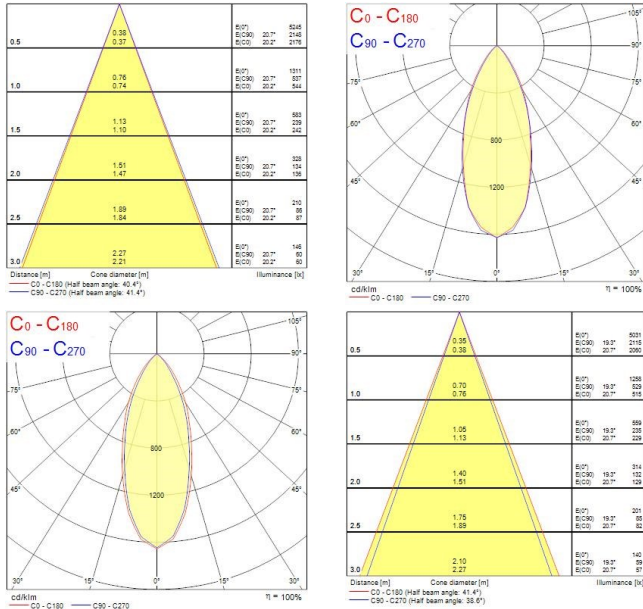 0.5
0.38
0.37
E(0°) 5245
E(C90) 20.7° 2146
E(C0) 20.2° 2176
1.0
0.76
0.74
E(0°) 1311
E(C90) 20.7° 537
E(C0) 20.2° 544
1.5
1.13
1.10
E(0°) 583
E(C90) 20.7° 239
E(C0) 20.2° 242
2.0
1.51
1.47
E(0°) 328
E(C90) 20.7° 134
E(C0) 20.2° 136
2.5
1.89
1.84
E(0°) 210
E(C90) 20.7° 86
E(C0) 20.2° 87
3.0
2.27
2.21
E(0°) 146
E(C90) 20.7° 60
E(C0) 20.2° 60
Distance [m] Cone diameter [m] Illuminance [lx]
C0 - C180 (Half beam angle: 40.4°)
C90 - C270 (Half beam angle: 41.4°)
C0 - C180
C90 - C270
105°
90°
90°
75°
75°
60°
60°
45°
45°
800
1200
30° 15° 0° 15° 30°
cd/klm η = 100%
C0 - C180 C90 - C270
C0 - C180
C90 - C270
105°
90°
90°
75°
75°
60°
60°
45°
45°
800
1200
30° 15° 0° 15° 30°
cd/klm η = 100%
C0 - C180 C90 - C270
0.5
0.35
0.38
E(0°) 5031
E(C90) 19.3° 2115
E(C0) 20.7° 2060
1.0
0.70
0.76
E(0°) 1258
E(C90) 19.3° 529
E(C0) 20.7° 515
1.5
1.05
1.13
E(0°) 559
E(C90) 19.3° 235
E(C0) 20.7° 229
2.0
1.40
1.51
E(0°) 314
E(C90) 19.3° 132
E(C0) 20.7° 129
2.5
1.75
1.89
E(0°) 201
E(C90) 19.3° 85
E(C0) 20.7° 82
3.0
2.10
2.27
E(0°) 140
E(C90) 19.3° 59
E(C0) 20.7° 57
Distance [m] Cone diameter [m] Illuminance [lx]
C0 - C180 (Half beam angle: 41.4°)
C90 - C270 (Half beam angle: 38.6°)